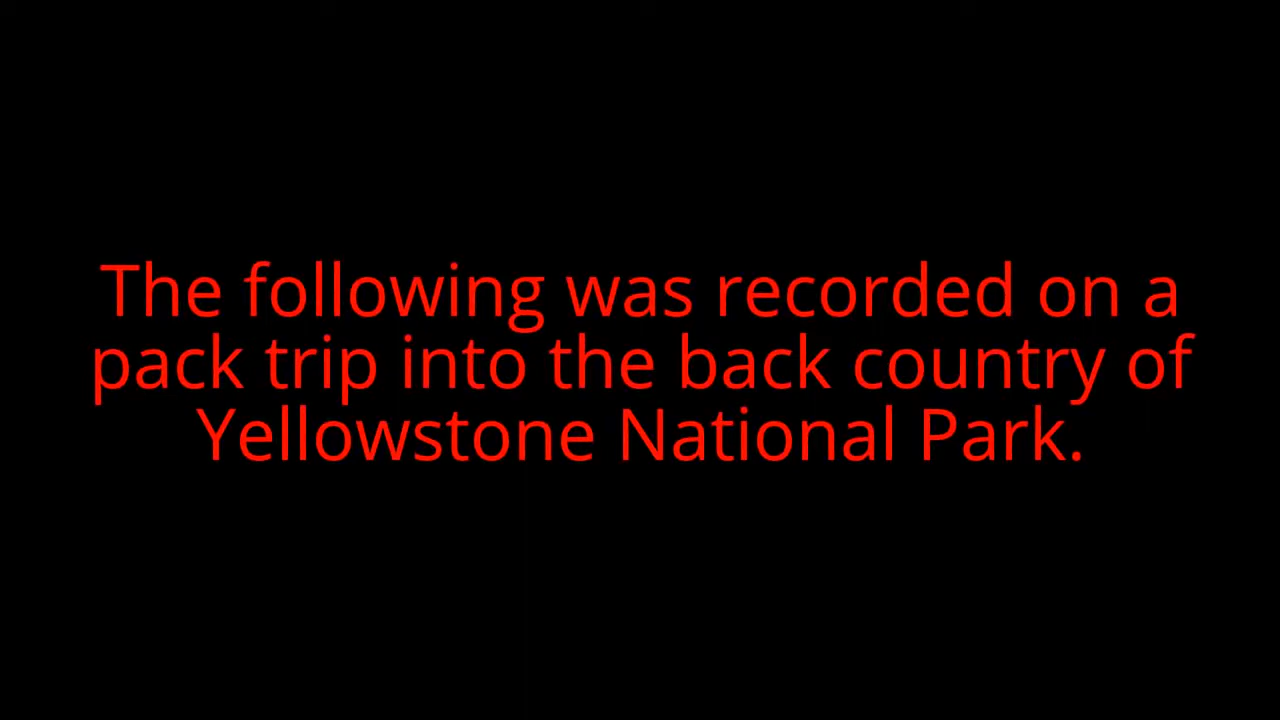 The following was recorded on a
pack trip into the back country of
Yellowstone National Park.